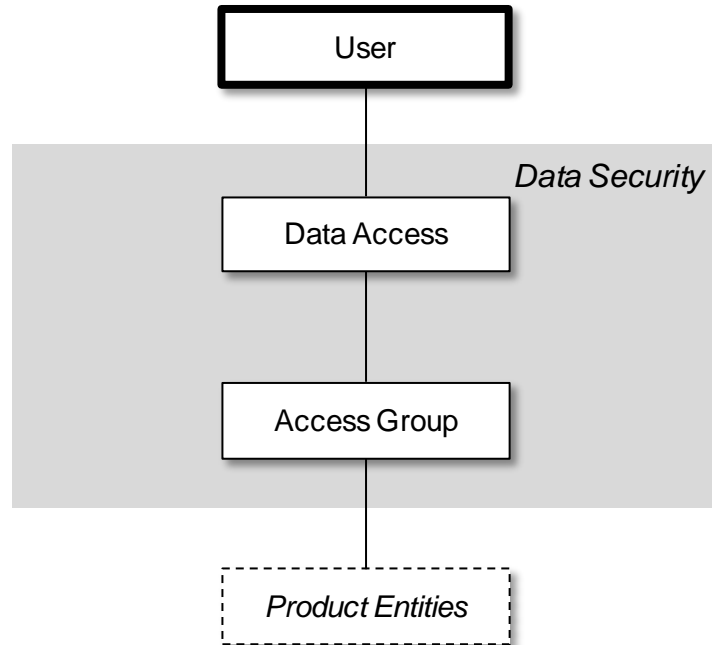 User
Data Security
Data Access
Access Group
Product Entities